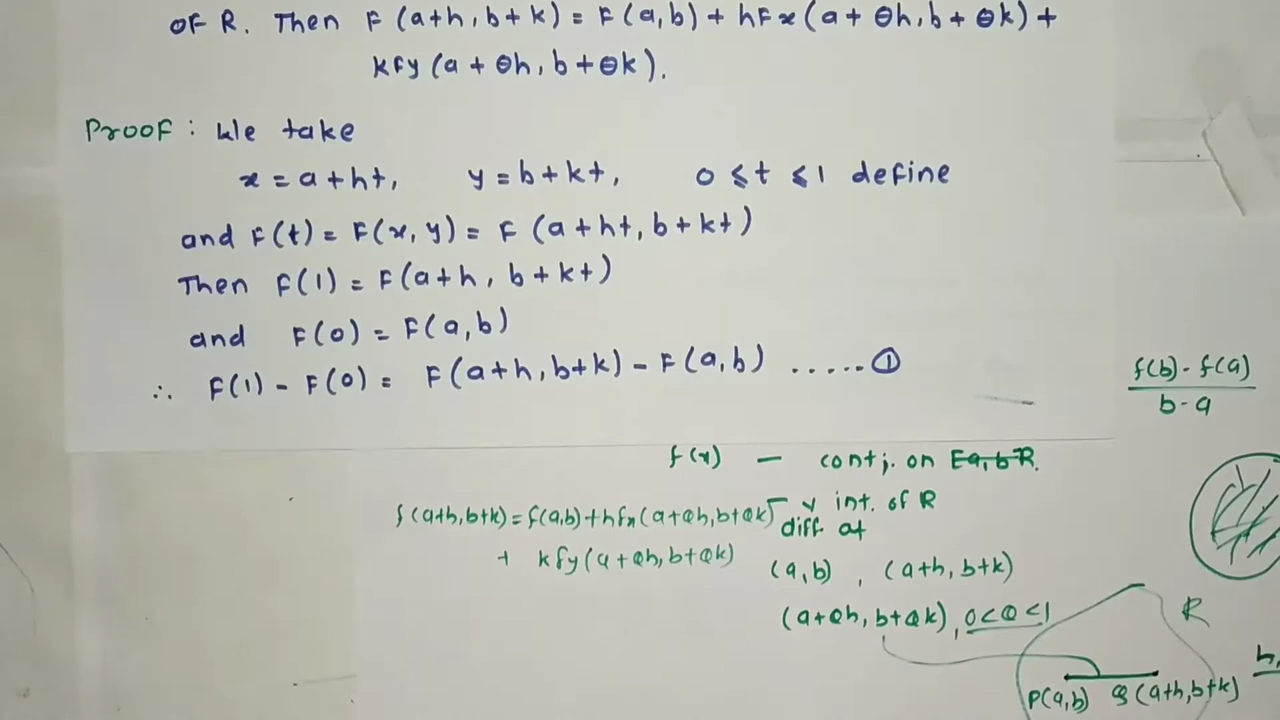 OF R. Then F (a+h, b+k) = F(a,b) + hFx(a+θh, b+θk) +
kfy (a+θh, b+θk).
Proof : We take
x = a+ht, y = b+kt, 0 ≤ t ≤ 1 define
and F(t) = F(x, y) = F (a+ht, b+kt)
Then F(1) = F(a+h, b+kt)
and F(0) = F(a,b)
∴ F(1) - F(0) = F(a+h, b+k) - F(a,b) ......①
f(b) - f(a)
b-a
f(x) — contj. on [a,b R.
f(a+h, b+k) = f(a,b) + hfx(a+θh, b+θk)
+ kfy(a+θh, b+θk)
int. of R
diff at
(a,b) , (a+h, b+k)
(a+θh, b+θk), 0<θ<1
R
P(a,b) Q(a+h, b+k)
h,